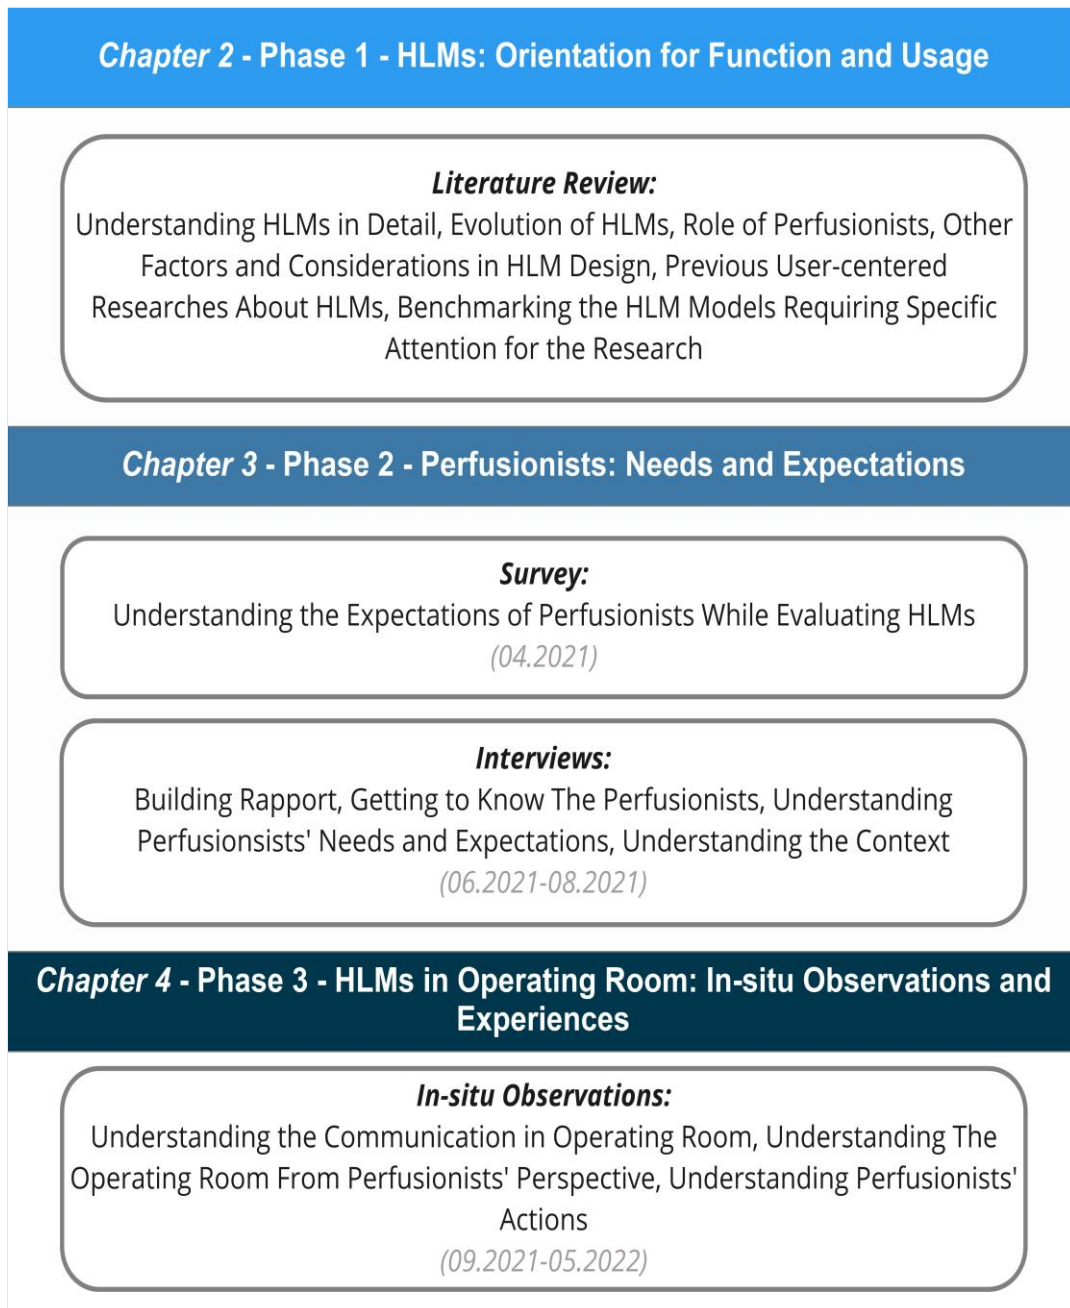 Chapter 2 - Phase 1 - HLMs: Orientation for Function and Usage
Literature Review:
Understanding HLMs in Detail, Evolution of HLMs, Role of Perfusionists, Other
Factors and Considerations in HLM Design, Previous User-centered
Researches About HLMs, Benchmarking the HLM Models Requiring Specific
Attention for the Research
Chapter 3 - Phase 2 - Perfusionists: Needs and Expectations
Survey:
Understanding the Expectations of Perfusionists While Evaluating HLMs
(04.2021)
Interviews:
Building Rapport, Getting to Know The Perfusionists, Understanding
Perfusionsists' Needs and Expectations, Understanding the Context
(06.2021-08.2021)
Chapter 4 - Phase 3 - HLMs in Operating Room: In-situ Observations and
Experiences
In-situ Observations:
Understanding the Communication in Operating Room, Understanding The
Operating Room From Perfusionists' Perspective, Understanding Perfusionists'
Actions
(09.2021-05.2022)